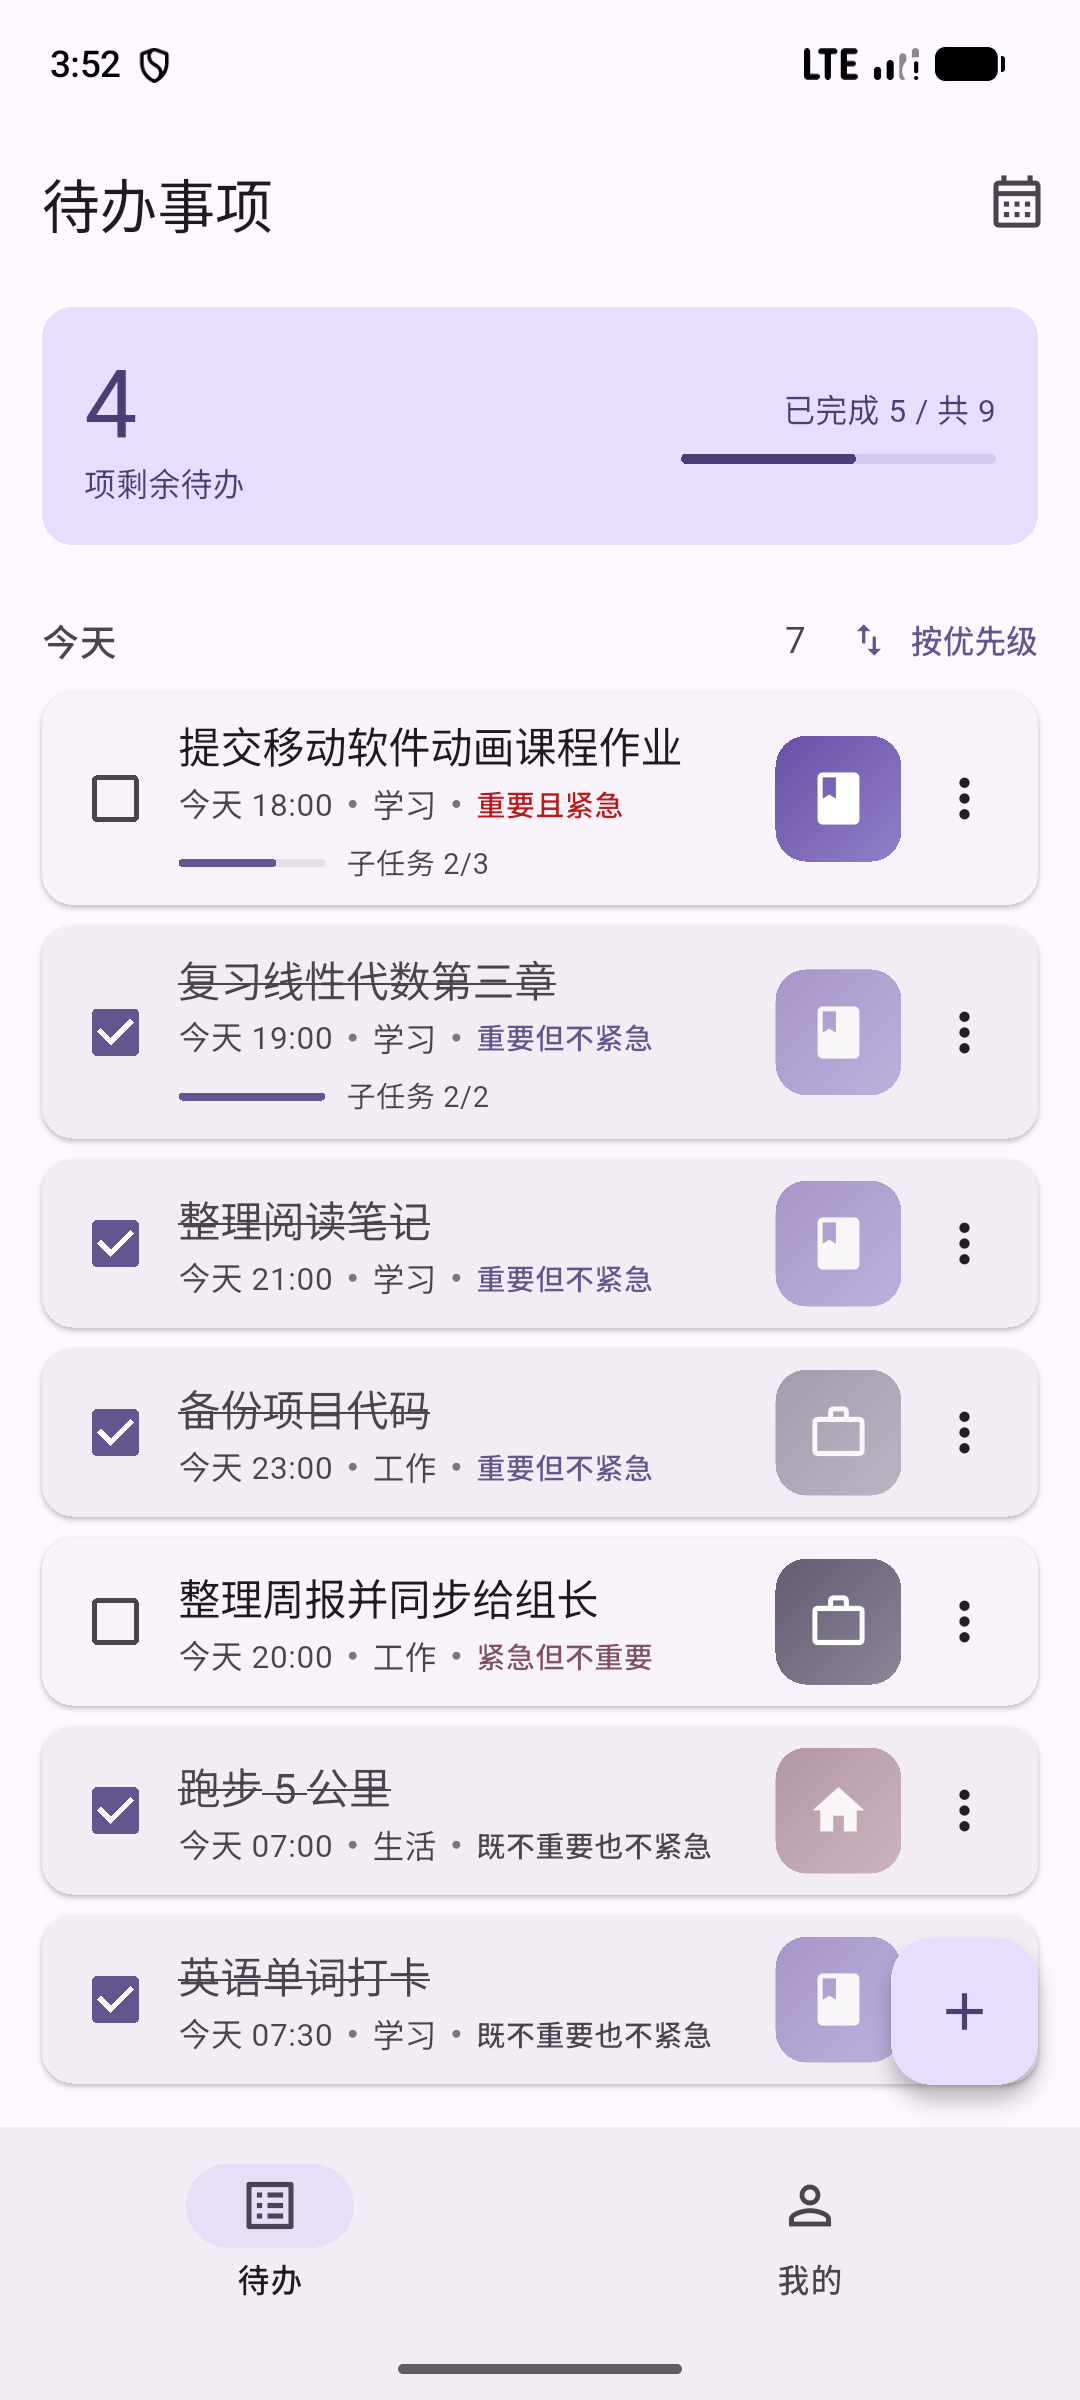 3:52
LTE
待办事项
4
项剩余待办
已完成 5 / 共 9
今天
7
按优先级
提交移动软件动画课程作业
今天 18:00 • 学习 • 重要且紧急
子任务 2/3
复习线性代数第三章
今天 19:00 • 学习 • 重要但不紧急
子任务 2/2
整理阅读笔记
今天 21:00 • 学习 • 重要但不紧急
备份项目代码
今天 23:00 • 工作 • 重要但不紧急
整理周报并同步给组长
今天 20:00 • 工作 • 紧急但不重要
跑步 5 公里
今天 07:00 • 生活 • 既不重要也不紧急
英语单词打卡
今天 07:30 • 学习 • 既不重要也不紧急
待办
我的